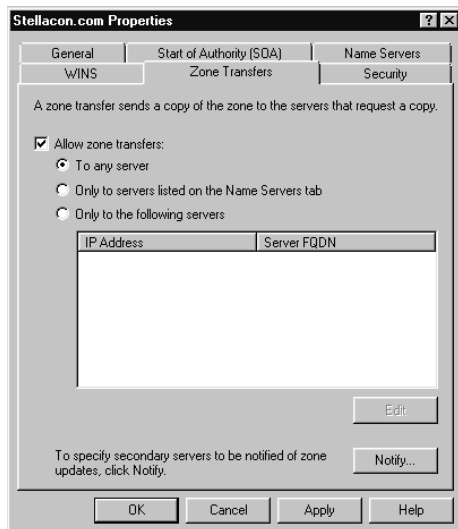 Stellacon.com Properties
General Start of Authority (SOA) Name Servers
WINS Zone Transfers Security
A zone transfer sends a copy of the zone to the servers that request a copy.
Allow zone transfers:
To any server
Only to servers listed on the Name Servers tab
Only to the following servers
IP Address Server FQDN
Edit
To specify secondary servers to be notified of zone
updates, click Notify.
Notify...
OK Cancel Apply Help